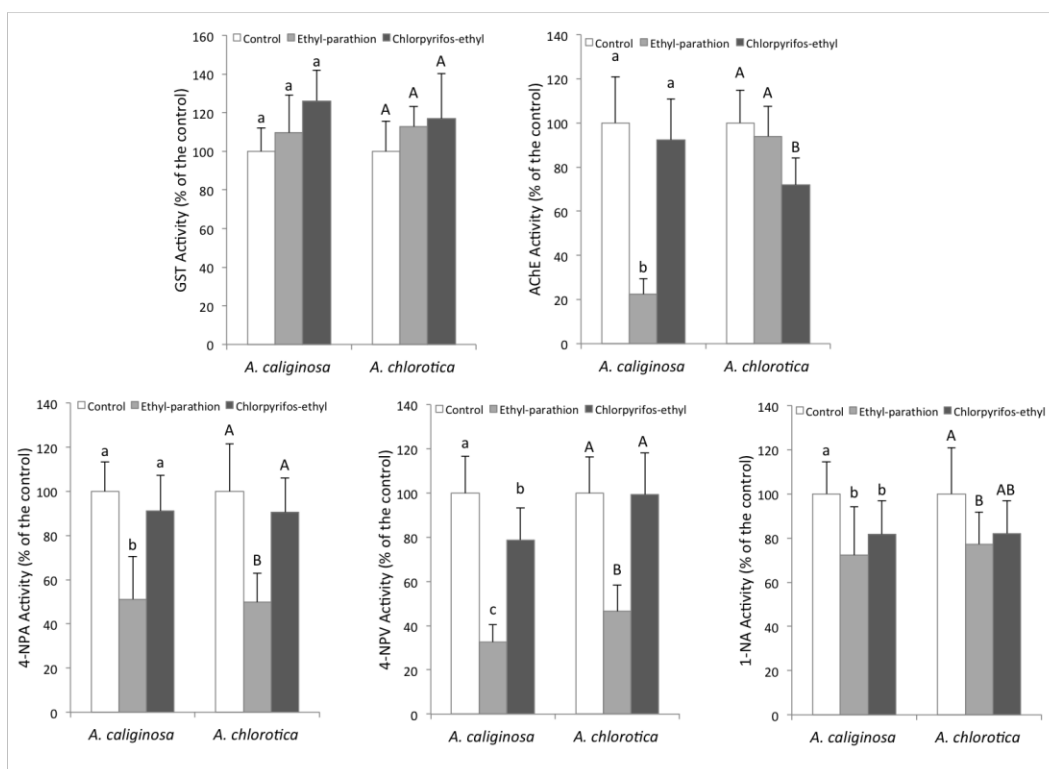 GST Activity (% of the control)
160
140
120
100
80
60
40
20
0
Control Ethyl-parathion Chlorpyrifos-ethyl
a a a A A A
A. caliginosa A. chlorotica
AChE Activity (% of the control)
140
120
100
80
60
40
20
0
Control Ethyl-parathion Chlorpyrifos-ethyl
a b a A A B
A. caliginosa A. chlorotica
4-NPA Activity (% of the control)
140
120
100
80
60
40
20
0
Control Ethyl-parathion Chlorpyrifos-ethyl
a b a A B A
A. caliginosa A. chlorotica
4-NPV Activity (% of the control)
140
120
100
80
60
40
20
0
Control Ethyl-parathion Chlorpyrifos-ethyl
a c b A B A
A. caliginosa A. chlorotica
1-NA Activity (% of the control)
140
120
100
80
60
40
20
0
Control Ethyl-parathion Chlorpyrifos-ethyl
a b b A B AB
A. caliginosa A. chlorotica